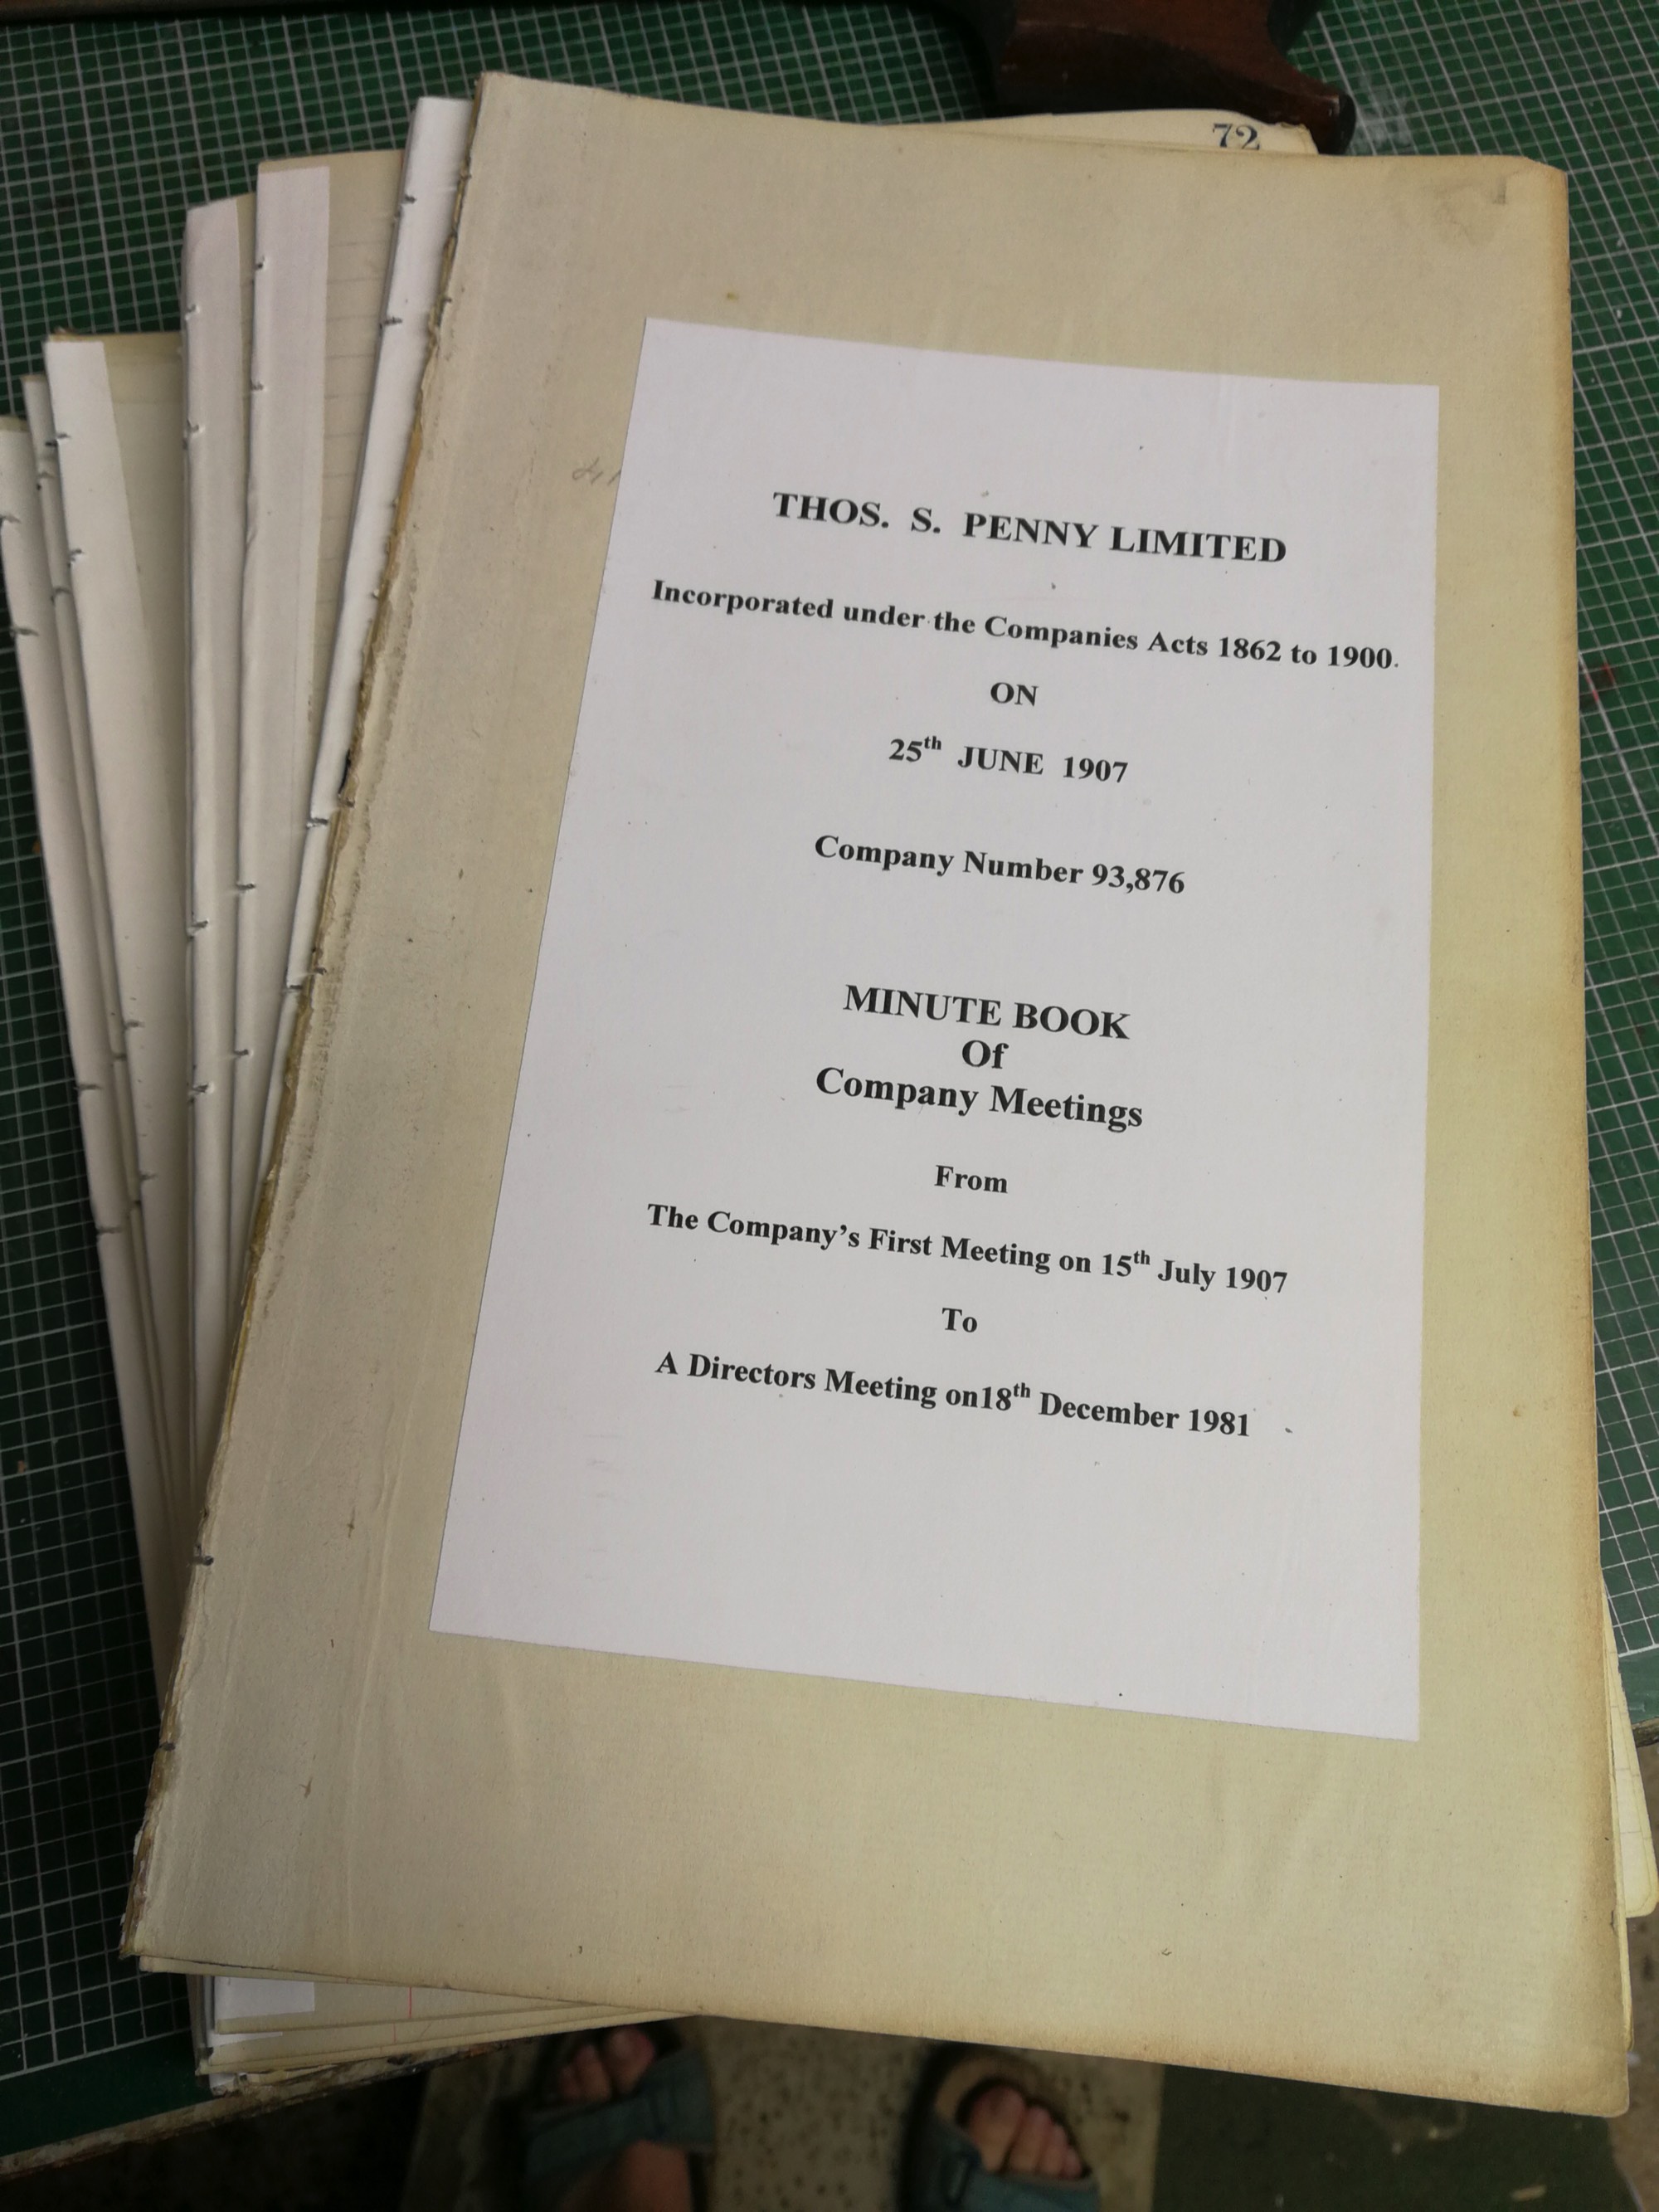 72
THOS. S. PENNY LIMITED
Incorporated under the Companies Acts 1862 to 1900.
ON
25th JUNE 1907
Company Number 93,876
MINUTE BOOK
Of
Company Meetings
From
The Company's First Meeting on 15th July 1907
To
A Directors Meeting on18th December 1981